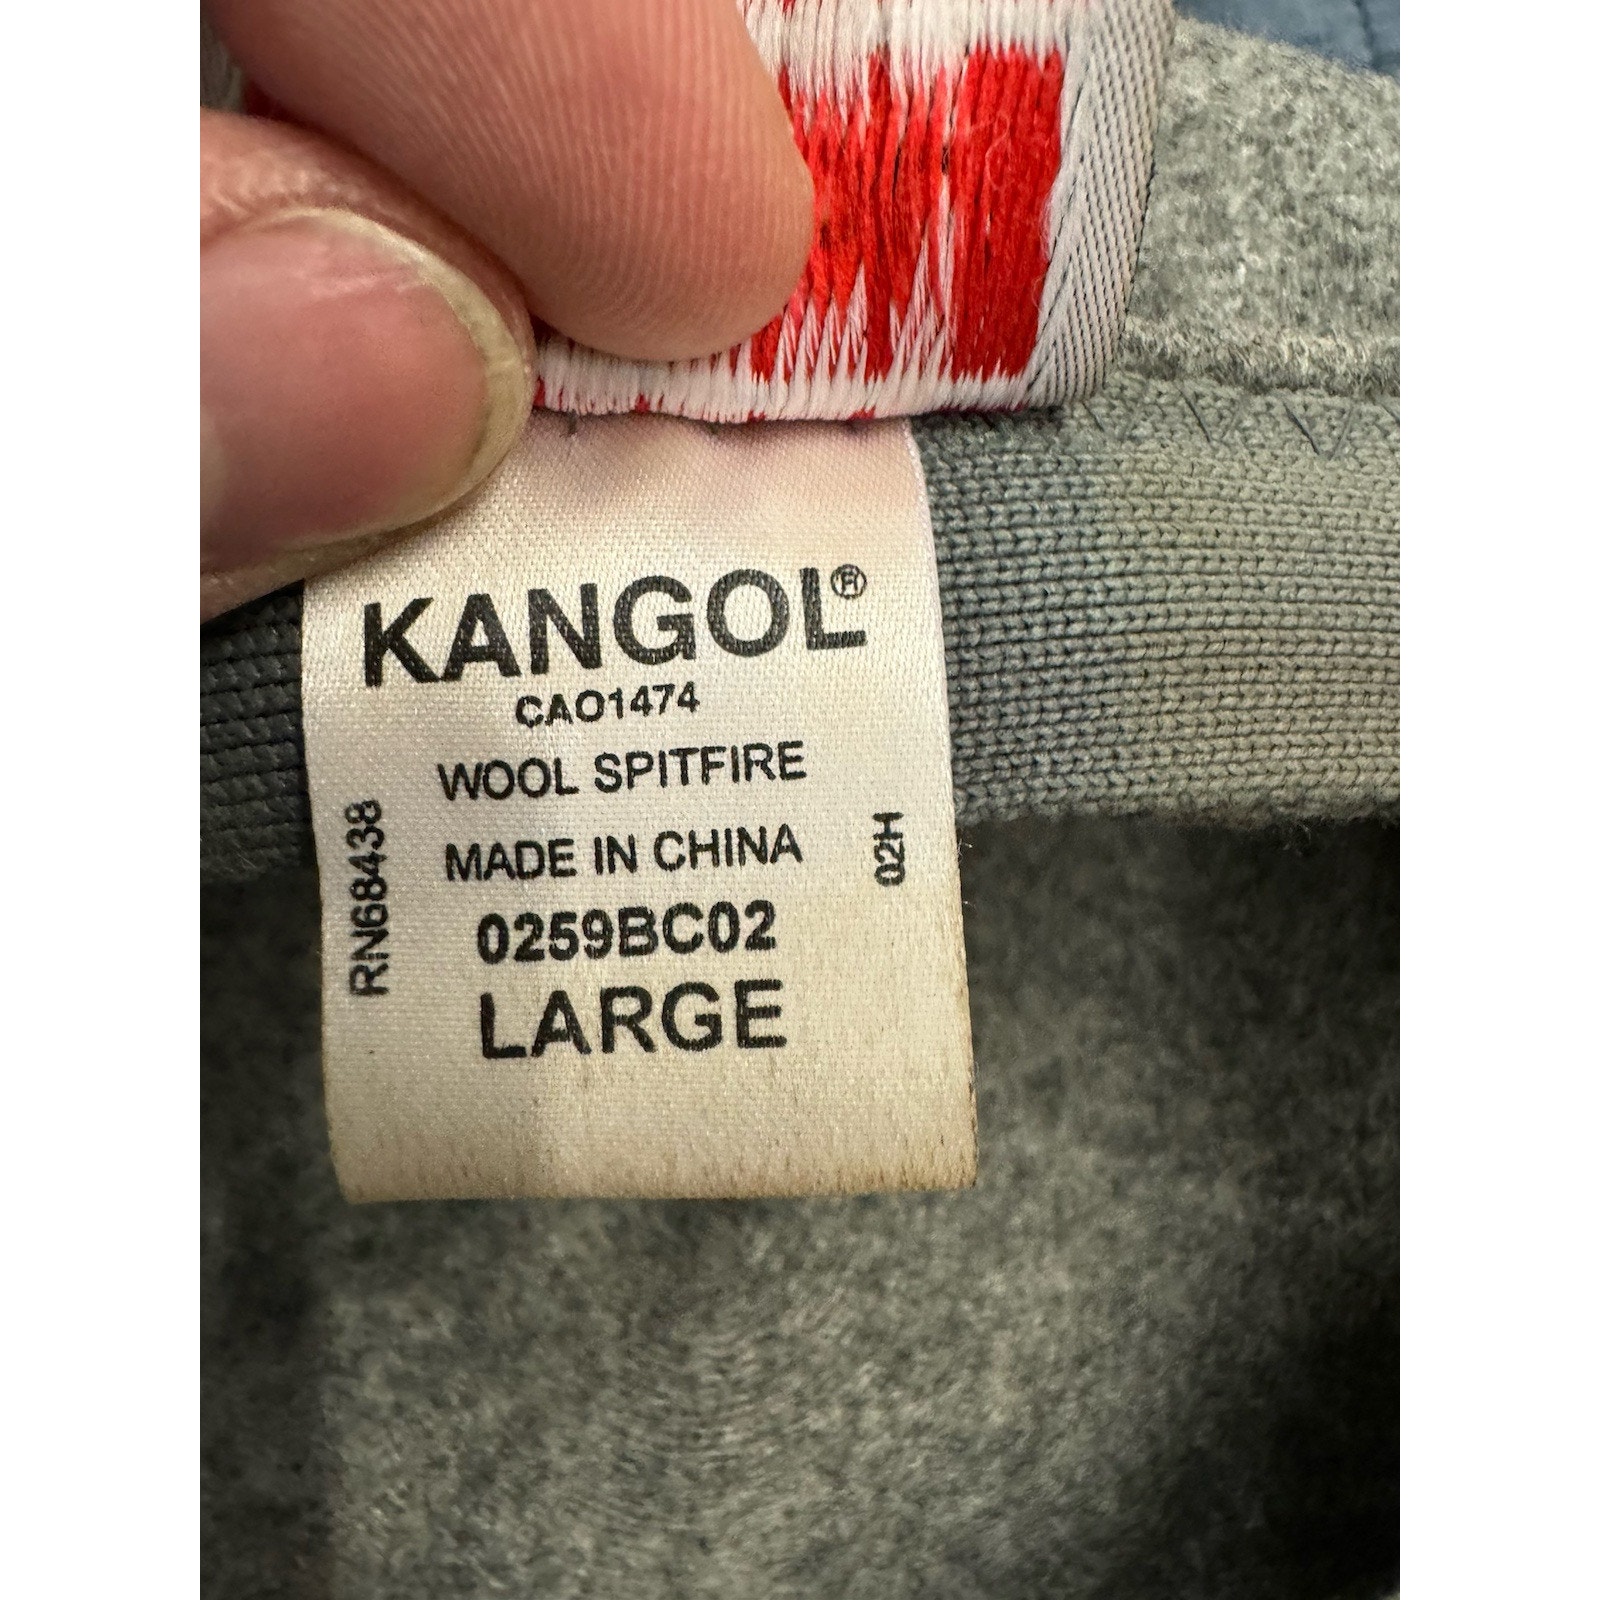 KANGOL®
CAO1474
WOOL SPITFIRE
MADE IN CHINA
0259BC02
LARGE
RN68438
02H